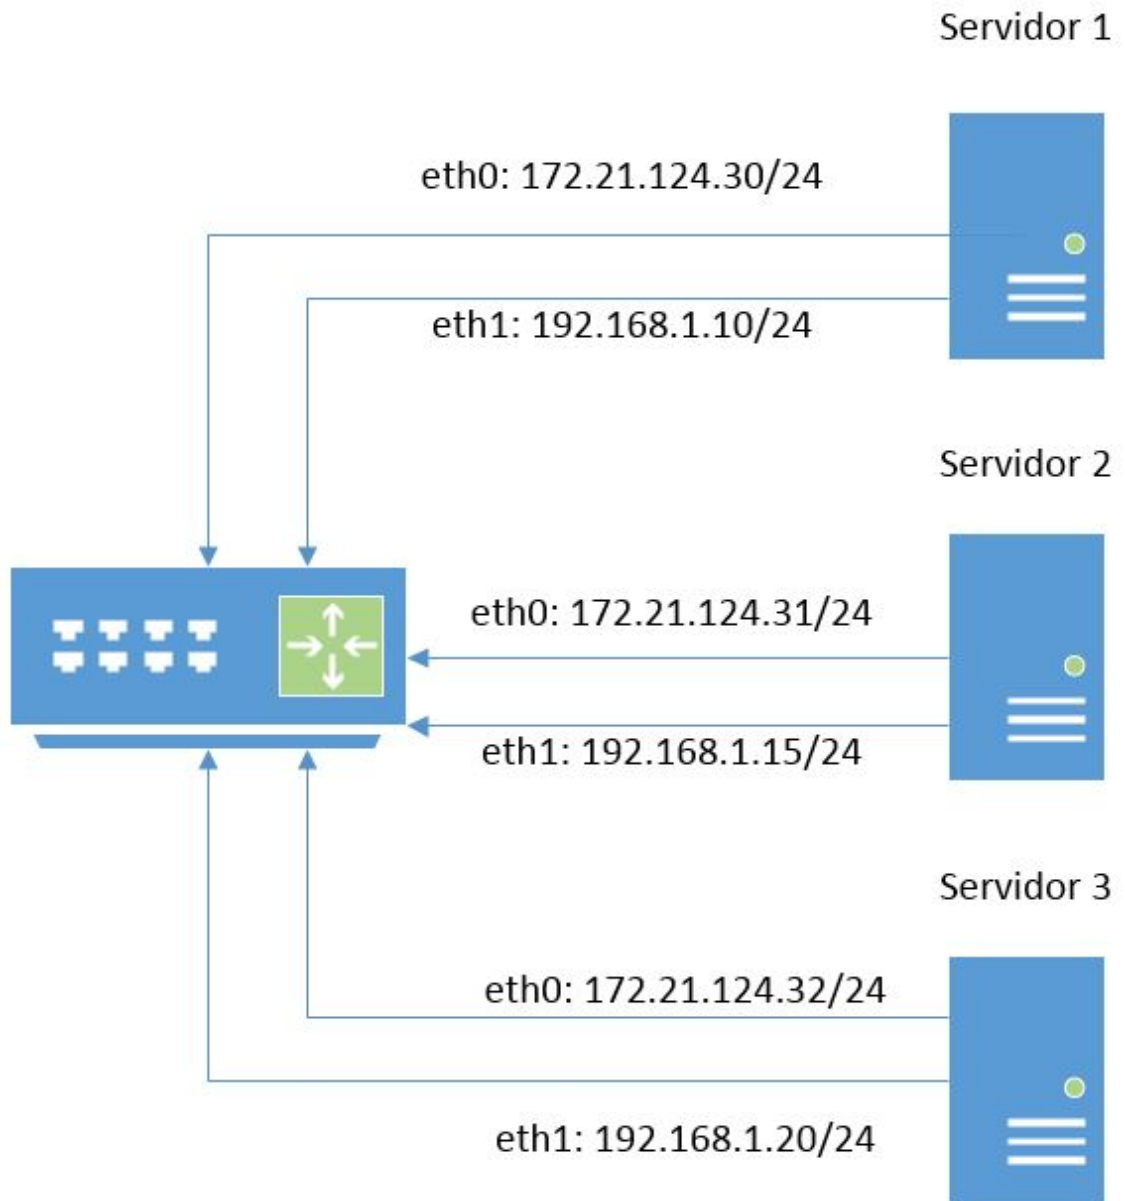 Servidor 1
eth0: 172.21.124.30/24
eth1: 192.168.1.10/24
Servidor 2
eth0: 172.21.124.31/24
eth1: 192.168.1.15/24
Servidor 3
eth0: 172.21.124.32/24
eth1: 192.168.1.20/24